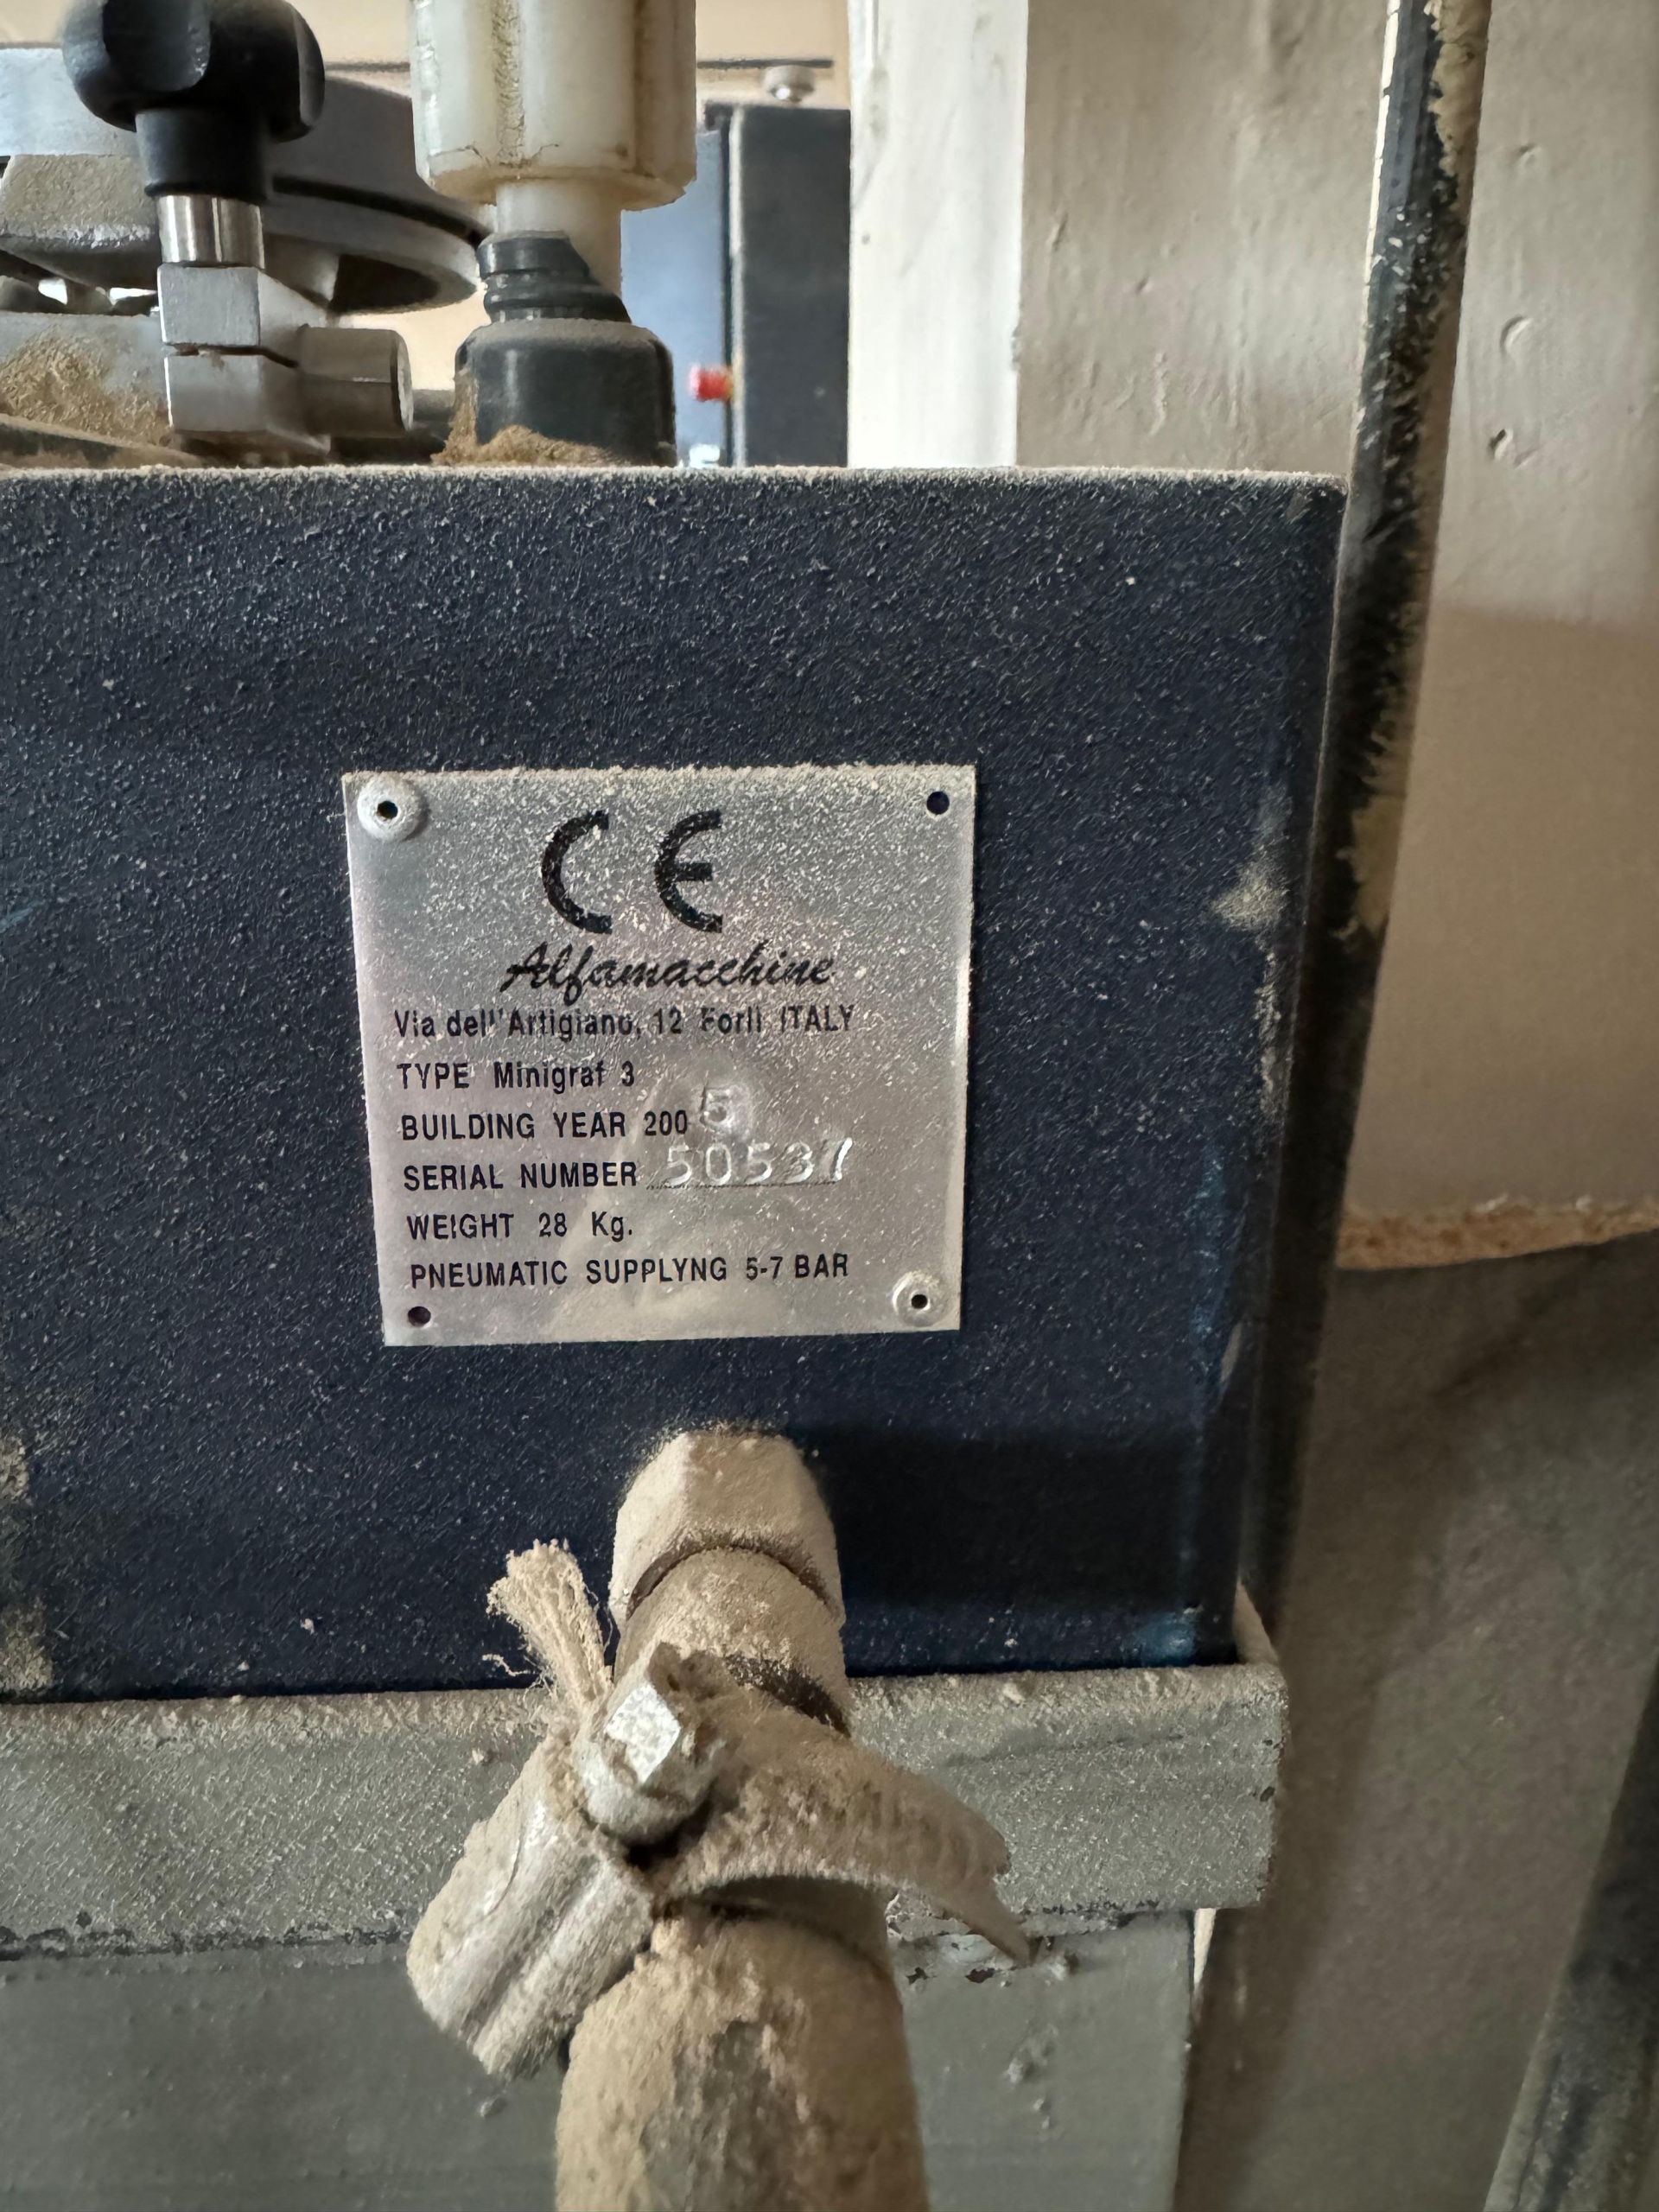 CE
Alfamacchine
Via dell'Artigiano, 12 Forlì ITALY
TYPE Minigraf 3
BUILDING YEAR 2005
SERIAL NUMBER 50537
WEIGHT 28 Kg.
PNEUMATIC SUPPLYNG 5-7 BAR